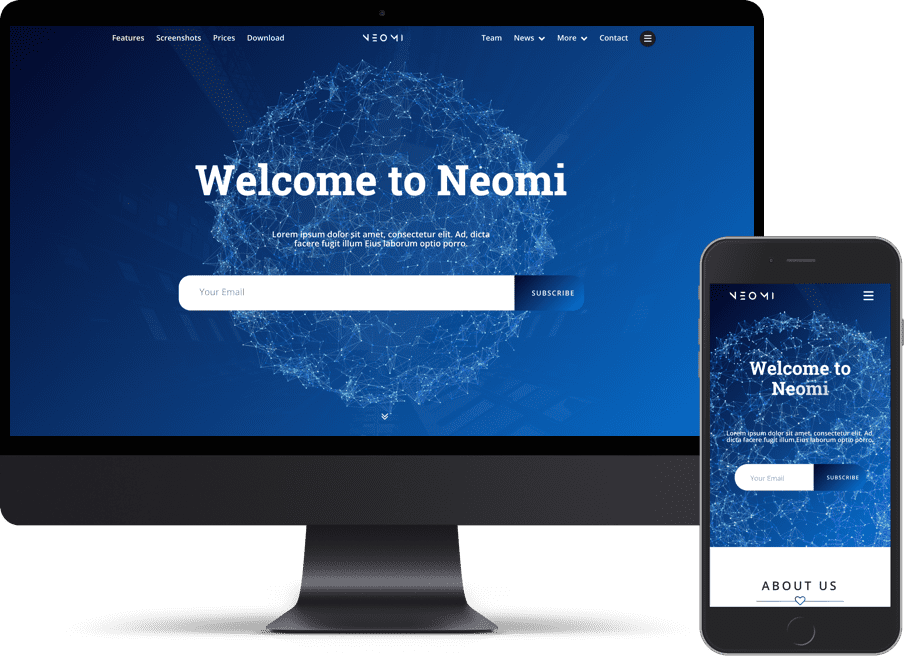 Features Screenshots Prices Download NEOMI Team News More Contact
Welcome to Neomi
Lorem ipsum dolor sit amet, consectetur elit. Ad, dicta
facere fugit illum Eius laborum optio porro.
Your Email SUBSCRIBE
NEOMI
Welcome to
Neomi
Lorem ipsum dolor sit amet, consectetur elit. Ad,
dicta facere fugit illum,Eius laborum optio porro.
Your Email SUBSCRIBE
ABOUT US